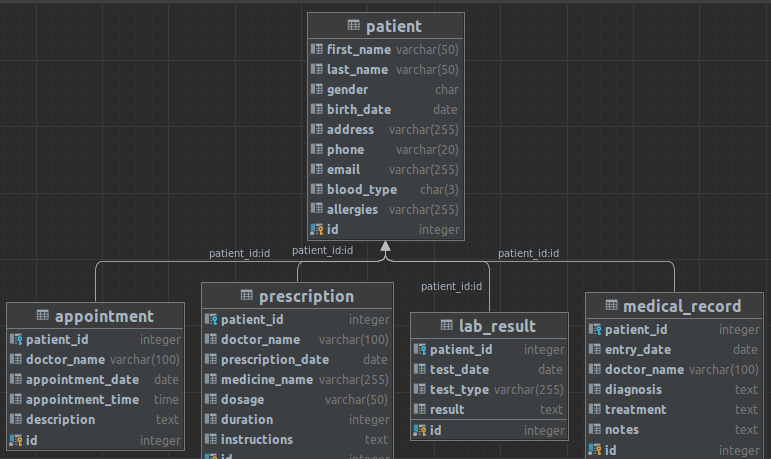 patient
first_name varchar(50)
last_name varchar(50)
gender char
birth_date date
address varchar(255)
phone varchar(20)
email varchar(255)
blood_type char(3)
allergies varchar(255)
id integer
patient_id:id
patient_id:id
patient_id:id
patient_id:id
appointment
patient_id integer
doctor_name varchar(100)
appointment_date date
appointment_time time
description text
id integer
prescription
patient_id integer
doctor_name varchar(100)
prescription_date date
medicine_name varchar(255)
dosage varchar(50)
duration integer
instructions text
id integer
lab_result
patient_id integer
test_date date
test_type varchar(255)
result text
id integer
medical_record
patient_id integer
entry_date date
doctor_name varchar(100)
diagnosis text
treatment text
notes text
id integer